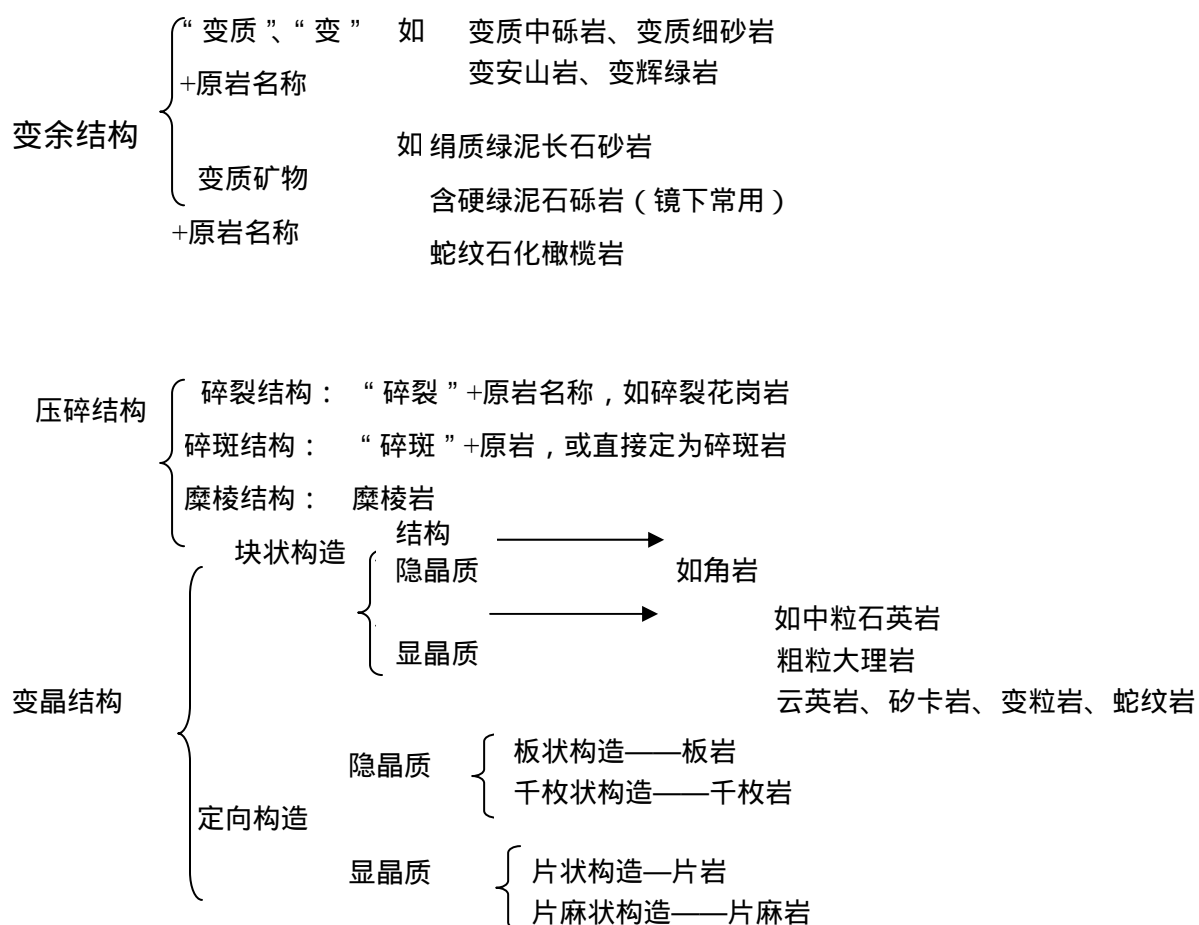 “变质”、“变” 如 变质中砾岩、变质细砂岩
变安山岩、变辉绿岩
+原岩名称
变余结构
如 绢质绿泥长石砂岩
变质矿物
含硬绿泥石砾岩（镜下常用）
+原岩名称
蛇纹石化橄榄岩
压碎结构
碎裂结构： “碎裂”+原岩名称，如碎裂花岗岩
碎斑结构： “碎斑”+原岩，或直接定为碎斑岩
糜棱结构： 糜棱岩
块状构造
结构
隐晶质 如角岩
如中粒石英岩
显晶质
粗粒大理岩
变晶结构
云英岩、矽卡岩、变粒岩、蛇纹岩
隐晶质
板状构造——板岩
千枚状构造——千枚岩
定向构造
显晶质
片状构造—片岩
片麻状构造——片麻岩